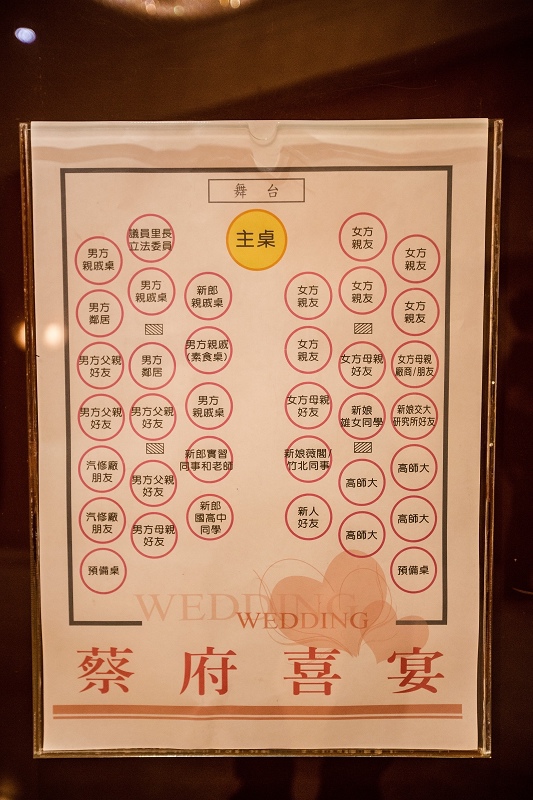 舞台
主桌
議員里長
立法委員
男方
親戚桌
男方
親戚桌
新郎
親戚桌
男方
鄰居
男方親戚
(素食桌)
男方父親
好友
男方
鄰居
男方
親戚桌
男方父親
好友
男方父親
好友
新郎實習
同事和老師
汽修廠
朋友
男方父親
好友
新郎
國高中
同學
汽修廠
朋友
男方母親
好友
預備桌
女方
親友
女方
親友
女方
親友
女方
親友
女方
親友
女方
親友
女方母親
好友
女方母親
廠商/朋友
女方母親
好友
新娘
雄女同學
新娘交大
研究所好友
新娘薇閣/
竹北同事
高師大
高師大
新人
好友
高師大
高師大
預備桌
WEDDING
WEDDING
蔡府喜宴